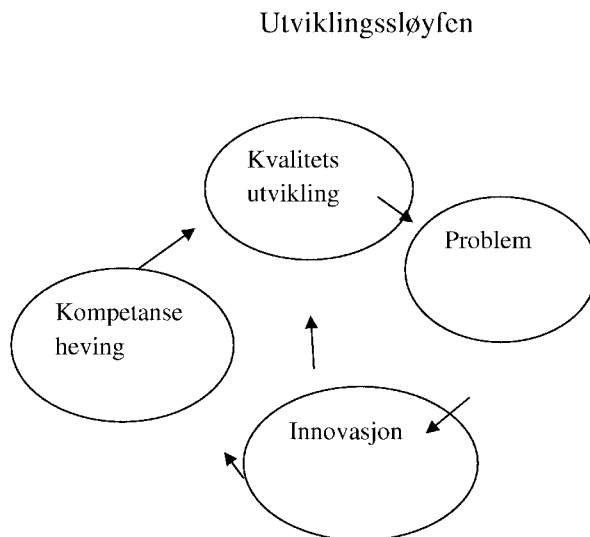 Utviklingssløyfen
Kvalitets
utvikling
Problem
Kompetanse
heving
Innovasjon